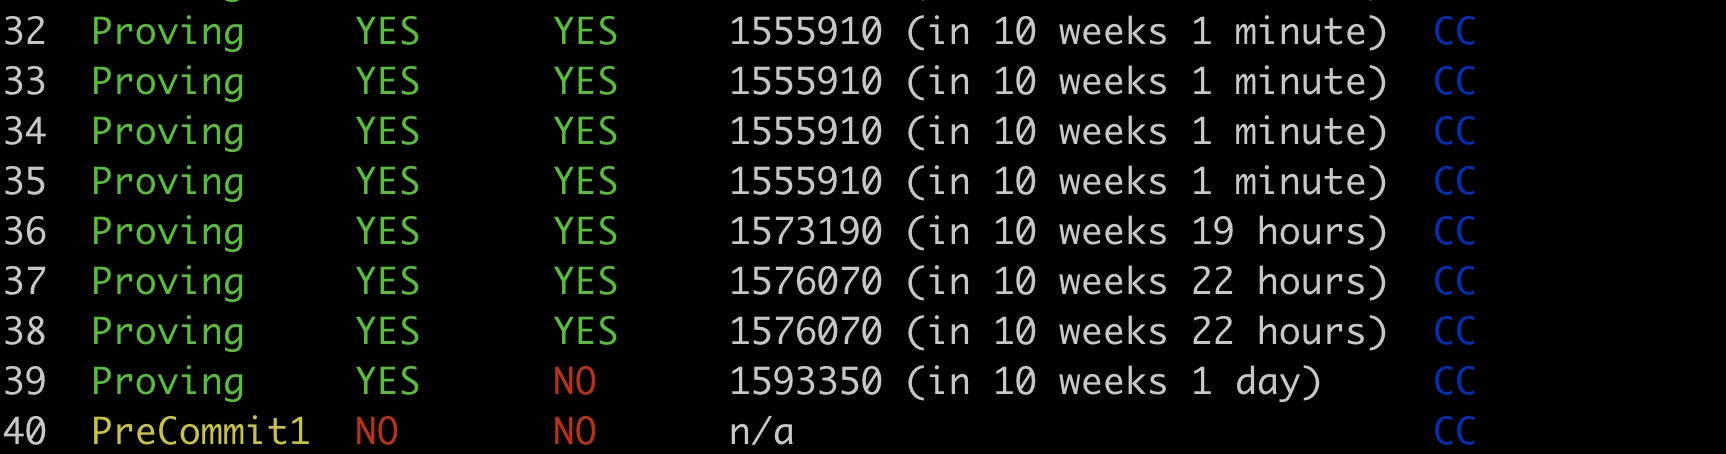 32 Proving YES YES 1555910 (in 10 weeks 1 minute) CC
33 Proving YES YES 1555910 (in 10 weeks 1 minute) CC
34 Proving YES YES 1555910 (in 10 weeks 1 minute) CC
35 Proving YES YES 1555910 (in 10 weeks 1 minute) CC
36 Proving YES YES 1573190 (in 10 weeks 19 hours) CC
37 Proving YES YES 1576070 (in 10 weeks 22 hours) CC
38 Proving YES YES 1576070 (in 10 weeks 22 hours) CC
39 Proving YES NO 1593350 (in 10 weeks 1 day) CC
40 PreCommit1 NO NO n/a CC